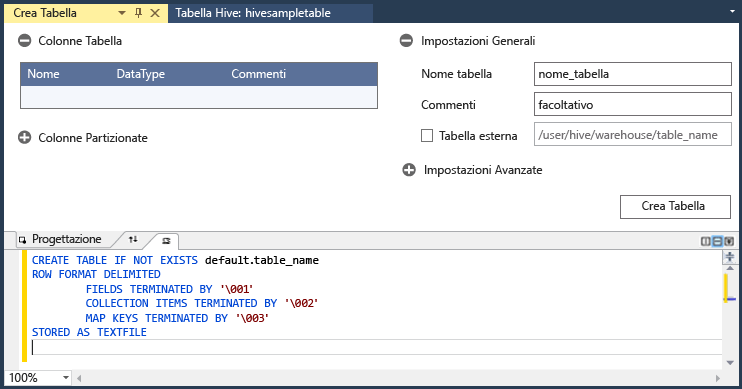 Crea Tabella
Tabella Hive: hivesampletable
Colonne Tabella
Nome DataType Commenti
Colonne Partizionate
Impostazioni Generali
Nome tabella nome_tabella
Commenti facoltativo
Tabella esterna /user/hive/warehouse/table_name
Impostazioni Avanzate
Crea Tabella
Progettazione
CREATE TABLE IF NOT EXISTS default.table_name
ROW FORMAT DELIMITED
FIELDS TERMINATED BY '\001'
COLLECTION ITEMS TERMINATED BY '\002'
MAP KEYS TERMINATED BY '\003'
STORED AS TEXTFILE
100%